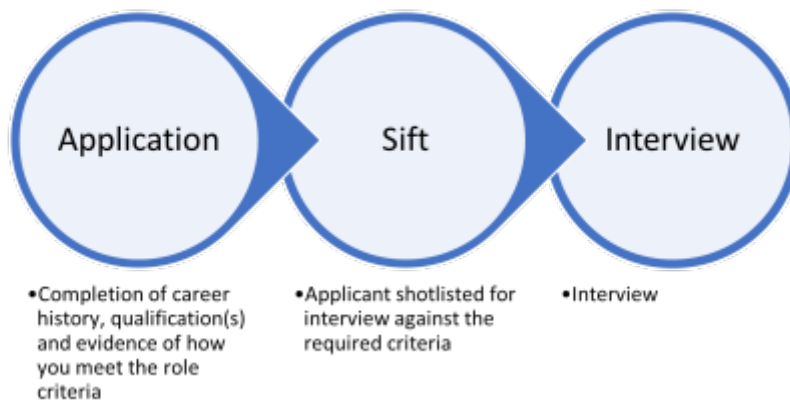 Application
Sift
Interview
•Completion of career
history, qualification(s)
and evidence of how
you meet the role
criteria
•Applicant shotlisted for
interview against the
required criteria
•Interview